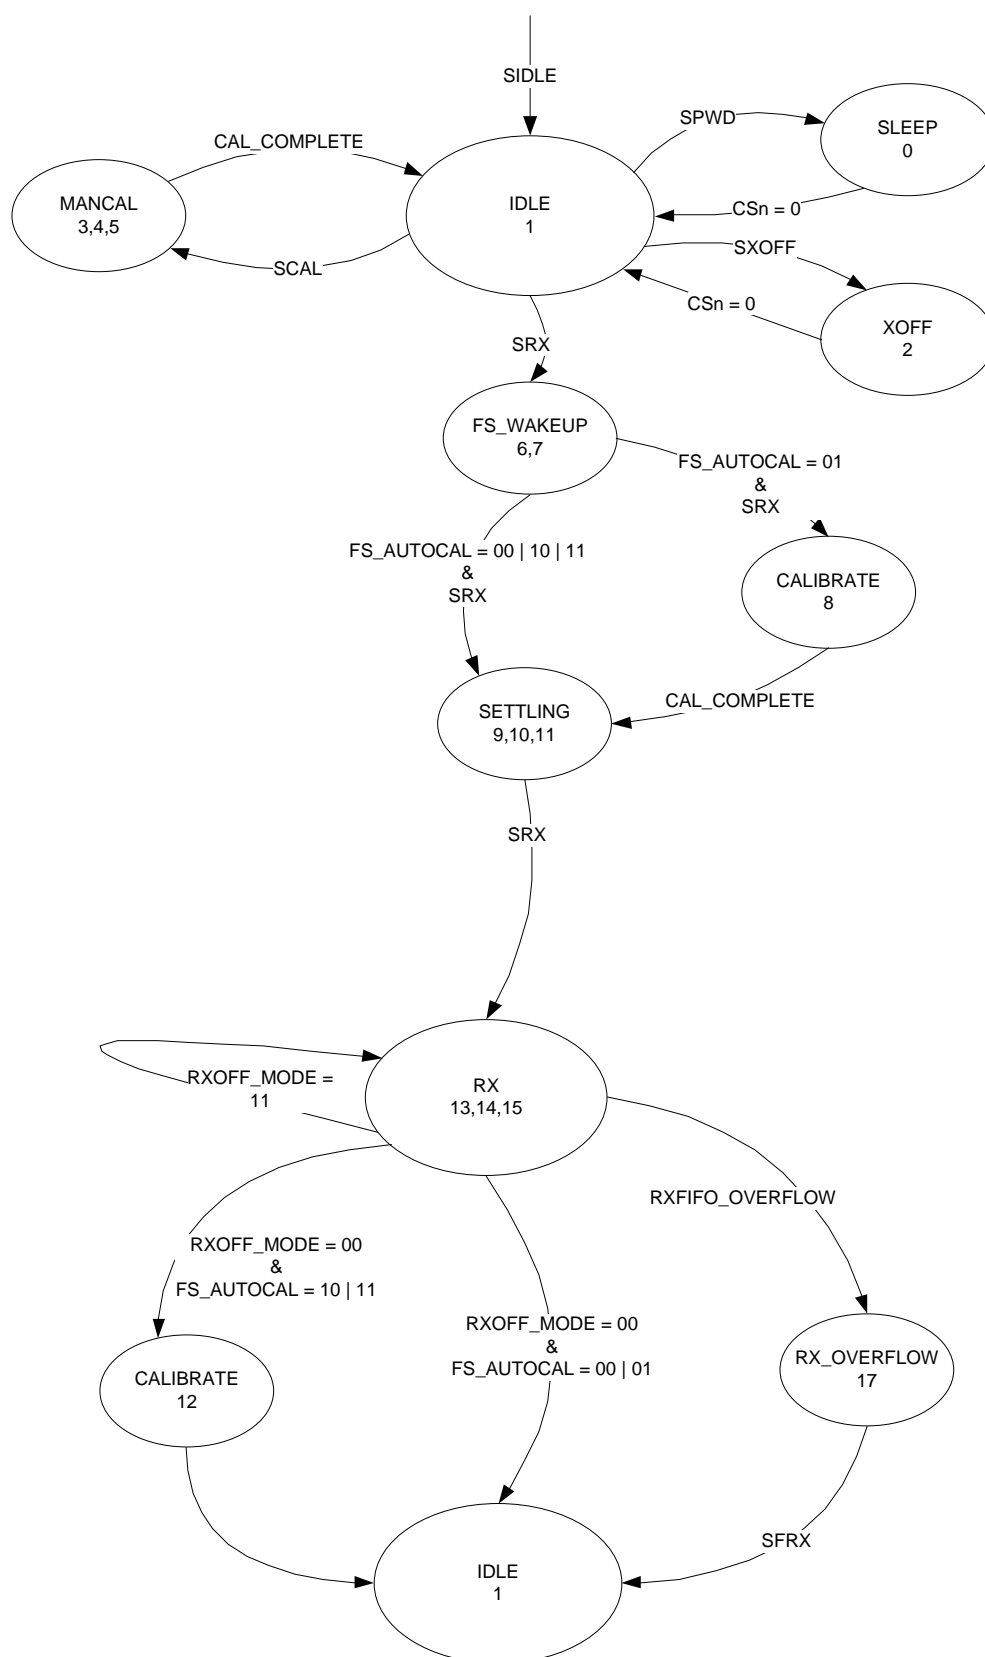 SIDLE
SPWD
SLEEP
0
CAL_COMPLETE
MANCAL
3,4,5
IDLE
1
CSn = 0
SCAL
SXOFF
CSn = 0
XOFF
2
SRX
FS_WAKEUP
6,7
FS_AUTOCAL = 01
&
SRX
FS_AUTOCAL = 00 | 10 | 11
&
SRX
CALIBRATE
8
SETTLING
9,10,11
CAL_COMPLETE
SRX
RXOFF_MODE =
11
RX
13,14,15
RXFIFO_OVERFLOW
RXOFF_MODE = 00
&
FS_AUTOCAL = 10 | 11
RXOFF_MODE = 00
&
FS_AUTOCAL = 00 | 01
CALIBRATE
12
RX_OVERFLOW
17
SFRX
IDLE
1